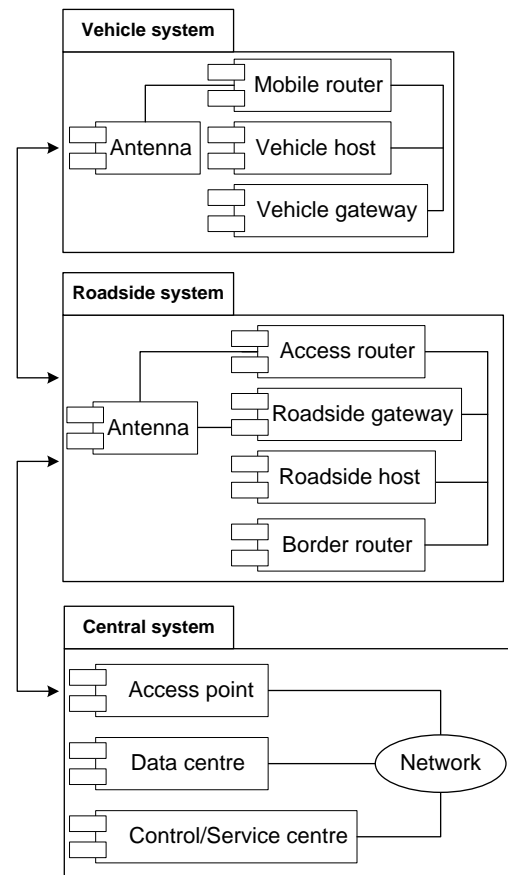 Vehicle system
Mobile router
Antenna
Vehicle host
Vehicle gateway
Roadside system
Access router
Antenna
Roadside gateway
Roadside host
Border router
Central system
Access point
Data centre
Network
Control/Service centre